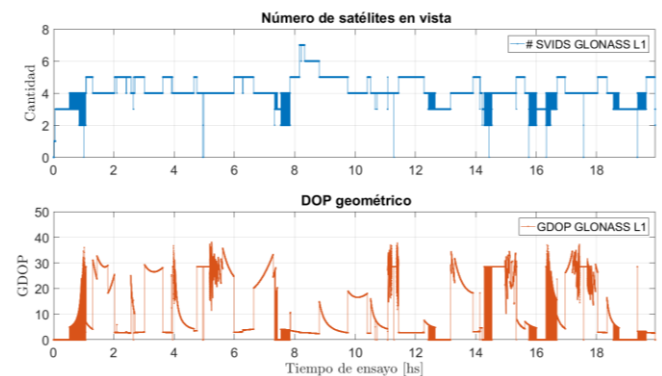 Número de satélites en vista
8
6
4
2
0
Cantidad
# SVIDS GLONASS L1
0 2 4 6 8 10 12 14 16 18
DOP geométrico
50
40
30
20
10
0
GDOP
GDOP GLONASS L1
0 2 4 6 8 10 12 14 16 18
Tiempo de ensayo [hs]